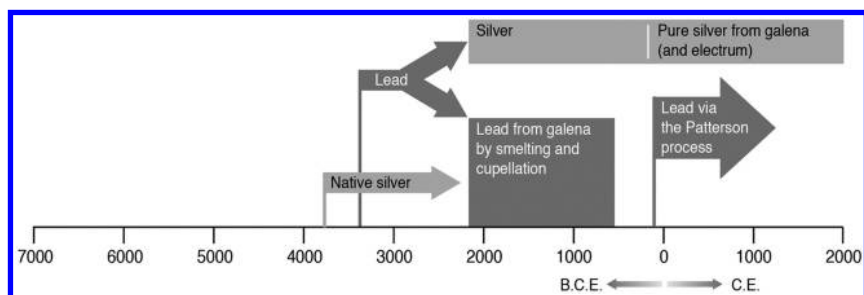 Silver
Pure silver from galena
(and electrum)
Lead
Lead from galena
by smelting and
cupellation
Lead via
the Patterson
process
Native silver
7000 6000 5000 4000 3000 2000 1000 0 1000 2000
B.C.E. C.E.